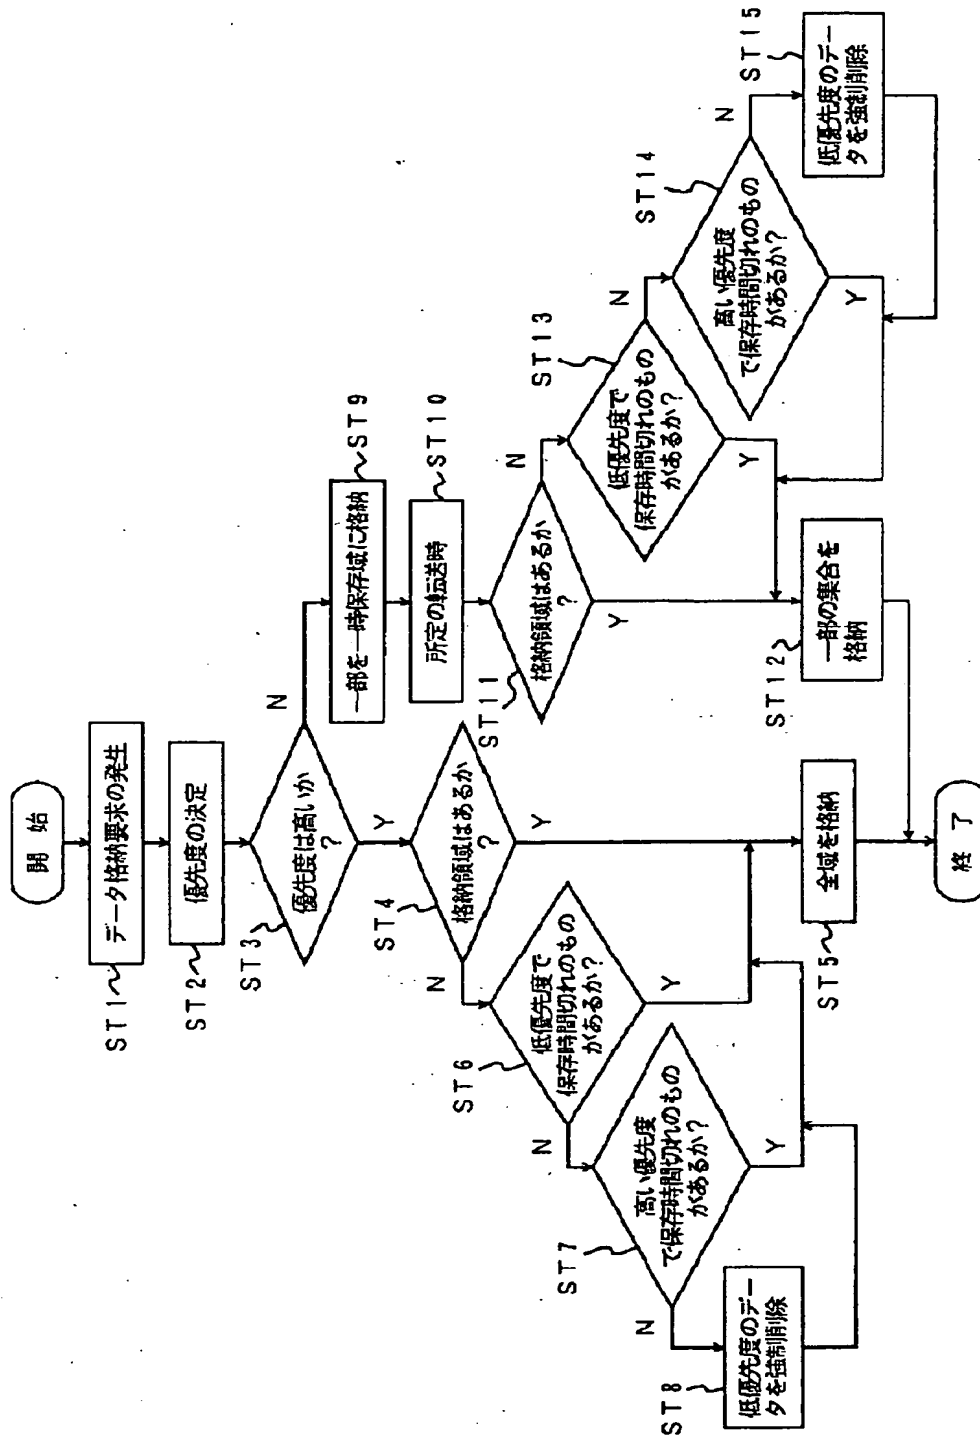 開始
ST1
データ格納要求の発生
ST2
優先度の決定
ST3
優先度は高いか
?
N
Y
ST4
格納領域はあるか
?
N
Y
ST5
全域を格納
ST6
低優先度で
保存時間切れのもの
があるか?
N
Y
ST7
高い優先度
で保存時間切れのもの
があるか?
N
Y
ST8
低優先度のデー
タを強制削除
ST9
一部を一時保存域に格納
ST10
所定の転送時
ST11
格納領域はあるか
?
N
Y
ST12
一部の集合を
格納
ST13
低優先度で
保存時間切れのもの
があるか?
N
Y
ST14
高い優先度
で保存時間切れのもの
があるか?
N
Y
ST15
低優先度のデー
タを強制削除
終了